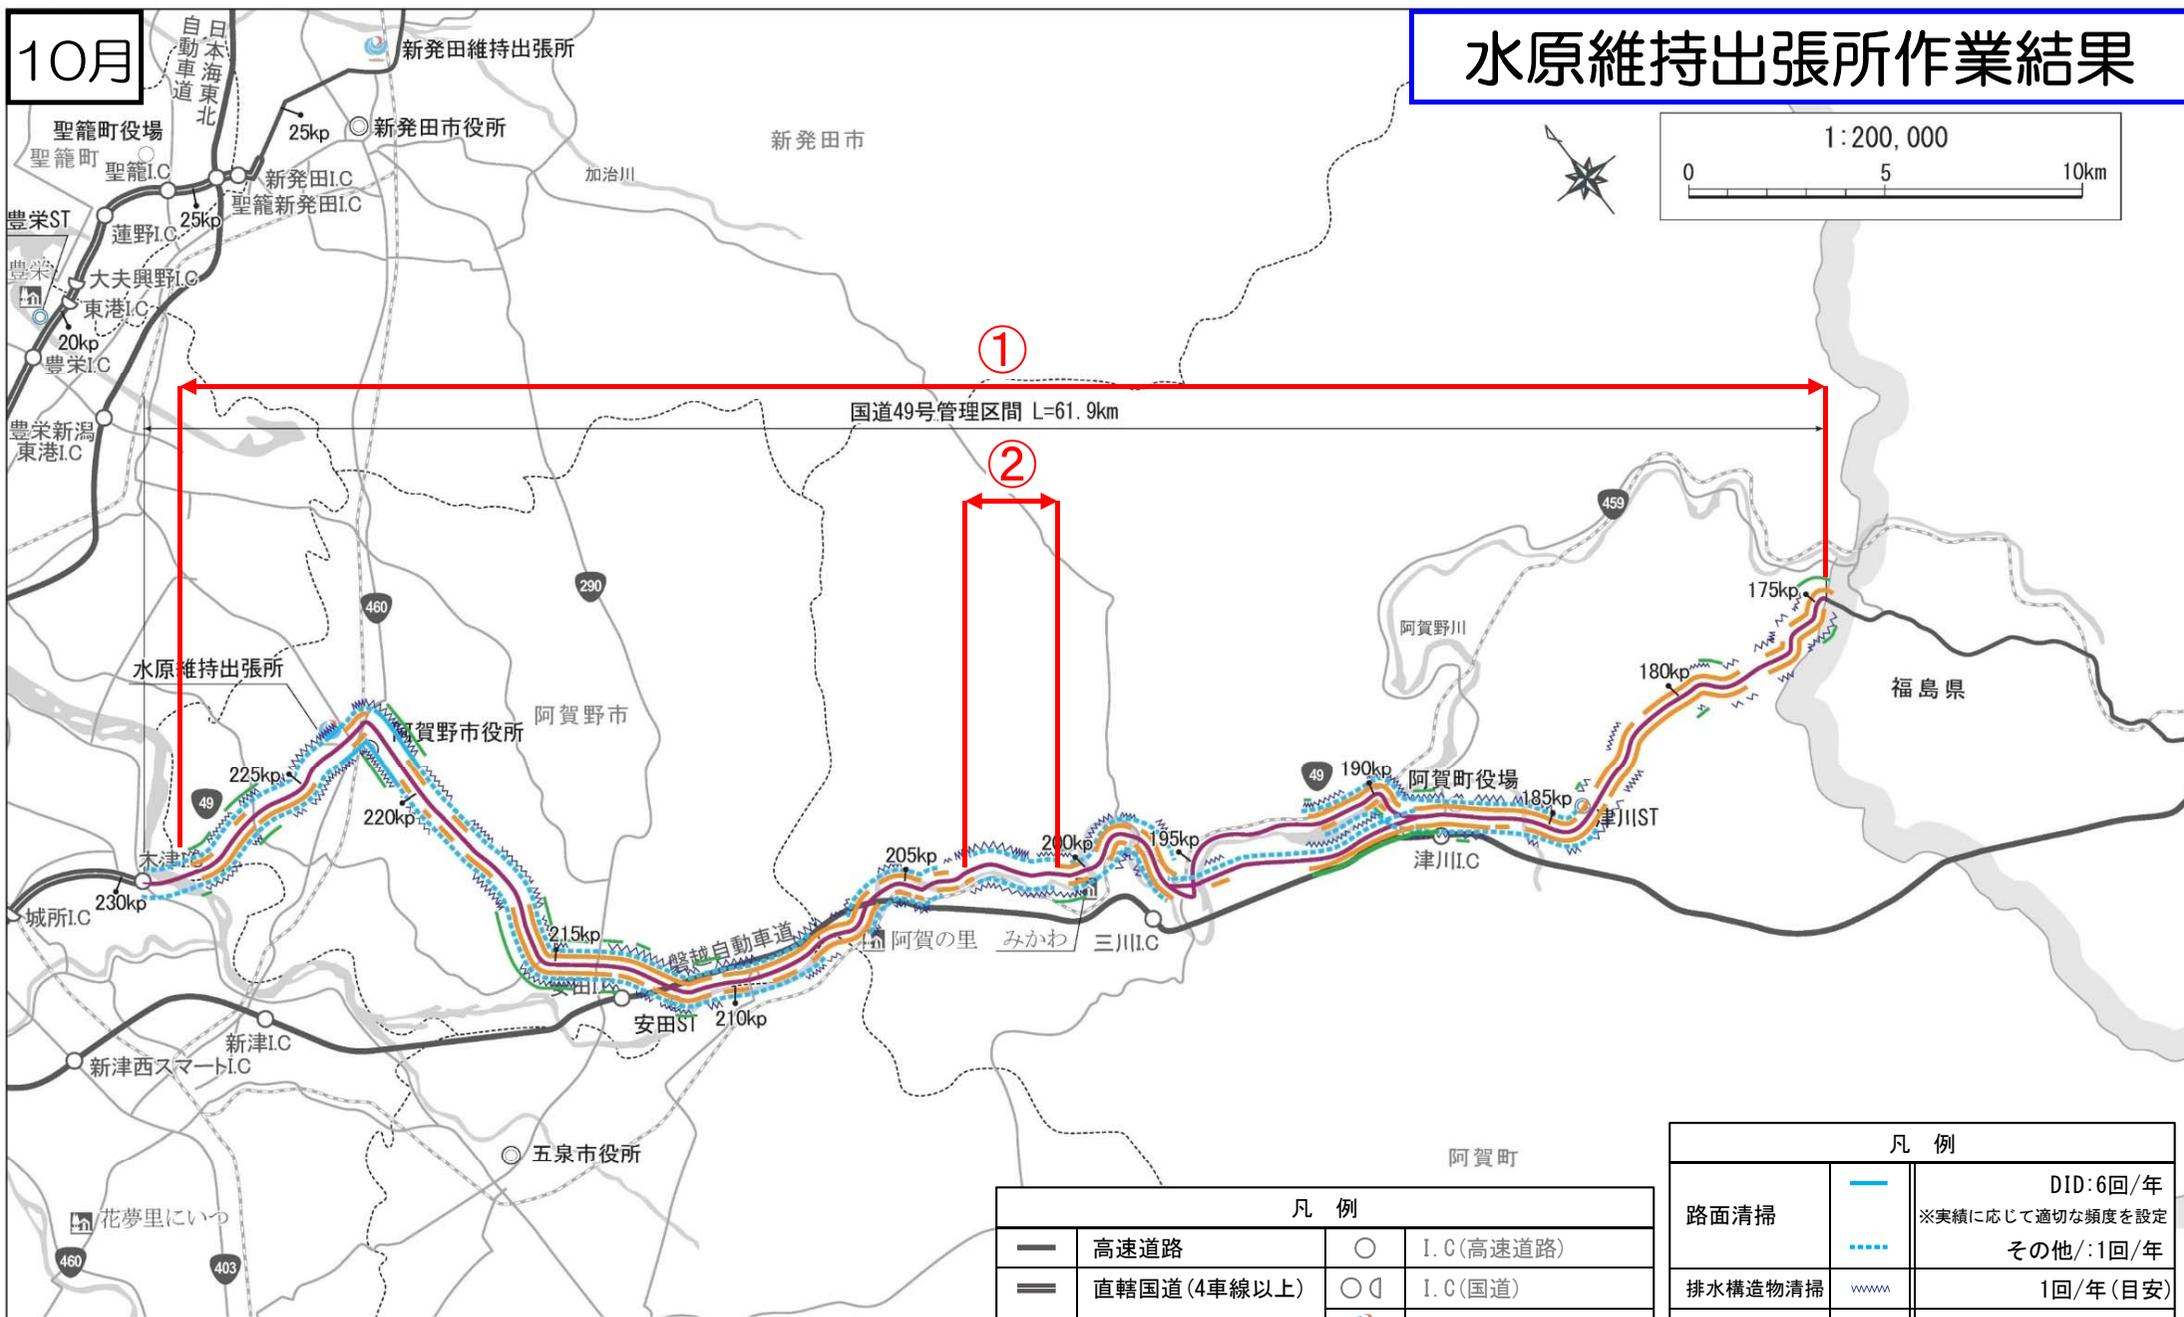 10月
水原維持出張所作業結果
日本海東北
自動車道
新発田維持出張所
25kp
新発田市役所
新発田市
聖籠町役場
聖籠町
聖籠I.C
新発田I.C
聖籠新発田I.C
加治川
1:200,000
0 5 10km
豊栄ST
25kp
蓮野I.C
豊栄
大夫興野I.C
東港I.C
20kp
豊栄I.C
①
国道49号管理区間 L=61.9km
豊栄新潟
東港I.C
②
459
290
460
175kp
阿賀野川
水原維持出張所
180kp
福島県
阿賀野市
阿賀野市役所
225kp
49
49
190kp
阿賀町役場
185kp
津川ST
220kp
木津I.C
205kp
200kp
195kp
津川I.C
230kp
城所I.C
215kp
磐越自動車道
阿賀の里
みかわ
三川I.C
安田I.C
安田ST
210kp
新津I.C
新津西スマートI.C
五泉市役所
阿賀町
花夢里にいつ
460
403
凡 例
高速道路
I.C(高速道路)
直轄国道(4車線以上)
I.C(国道)
凡 例
路面清掃
DID:6回/年
※実績に応じて適切な頻度を設定
その他/:1回/年
排水構造物清掃
1回/年(目安)